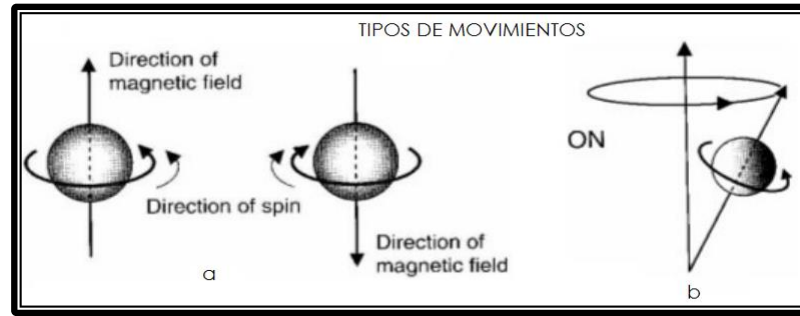 TIPOS DE MOVIMIENTOS
Direction of
magnetic field
Direction of spin
Direction of
magnetic field
a
ON
b